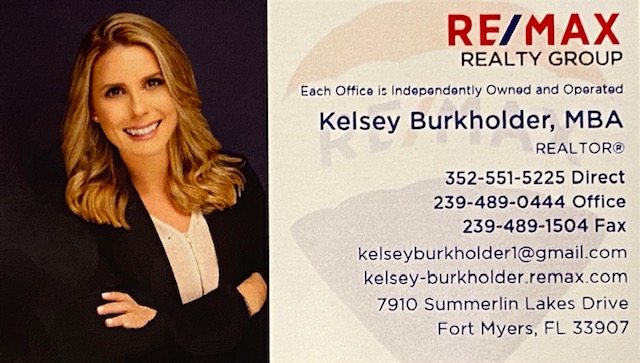 RE/MAX
REALTY GROUP
Each Office is Independently Owned and Operated
Kelsey Burkholder, MBA
REALTOR®
352-551-5225 Direct
239-489-0444 Office
239-489-1504 Fax
kelseyburkholder1@gmail.com
kelsey-burkholder.remax.com
7910 Summerlin Lakes Drive
Fort Myers, FL 33907
RE/MAX